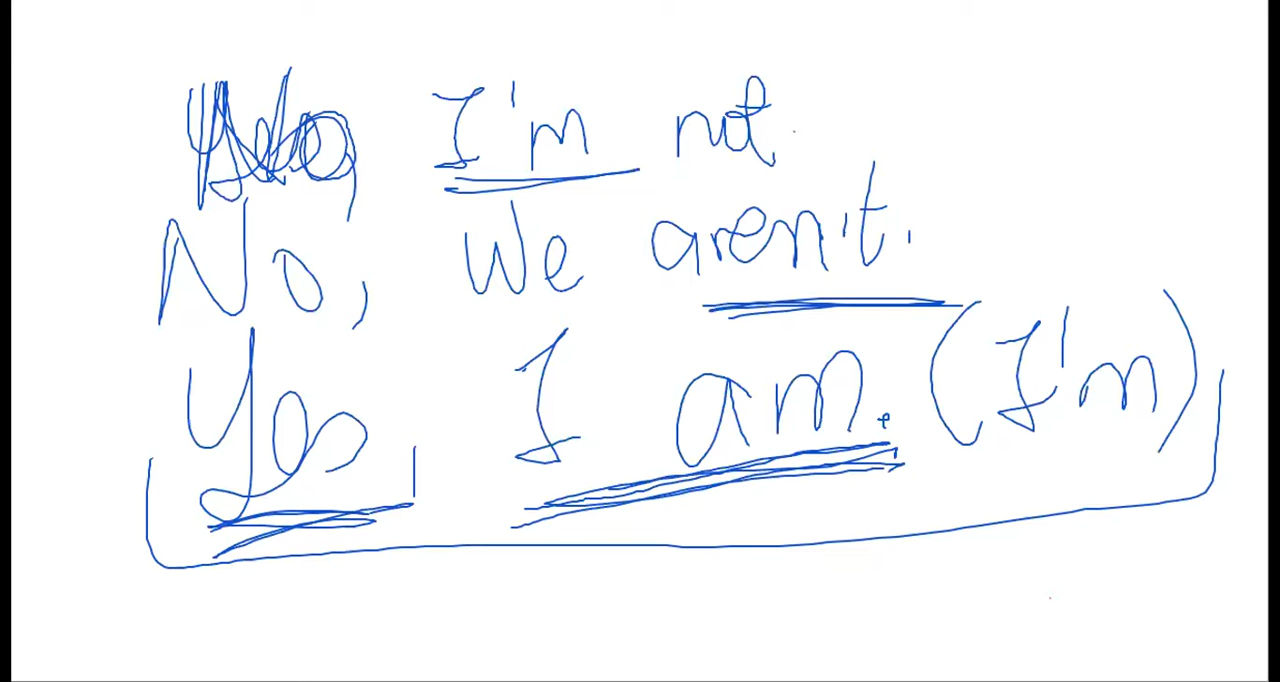 I'm not.
No, We aren't.
Yes, I am. (I'm)